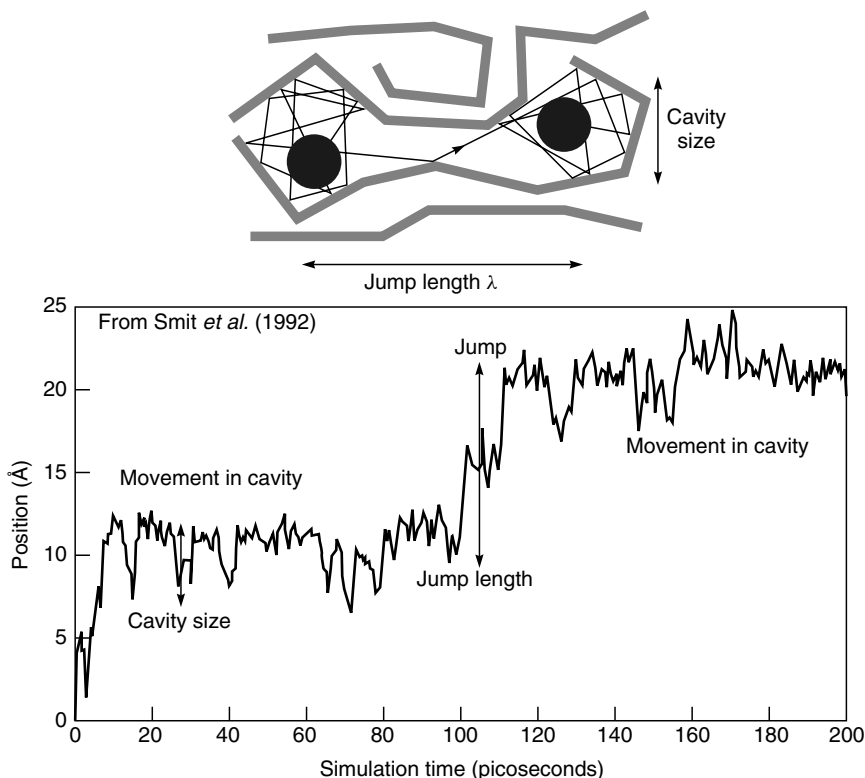 Cavity
size
Jump length λ
From Smit et al. (1992)
25
20
15
10
5
0
Position (Å)
Jump
Movement in cavity
Movement in cavity
Jump length
Cavity size
0 20 40 60 80 100 120 140 160 180 200
Simulation time (picoseconds)